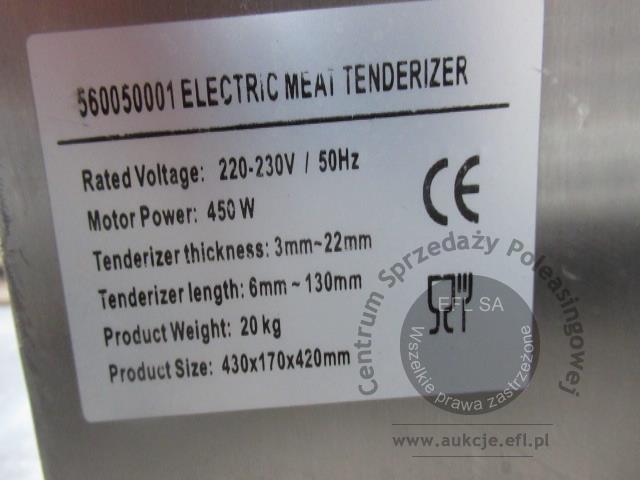 560050001 ELECTRIC MEAT TENDERIZER
Rated Voltage: 220-230V / 50Hz
Motor Power: 450 W
Tenderizer thickness: 3mm~22mm
Tenderizer length: 6mm ~ 130mm
Product Weight: 20 kg
Product Size: 430x170x420mm
CE
Centrum Sprzedaży Poleasingowej
EFL SA
Wszelkie prawa zastrzeżone
www.aukcje.efl.pl